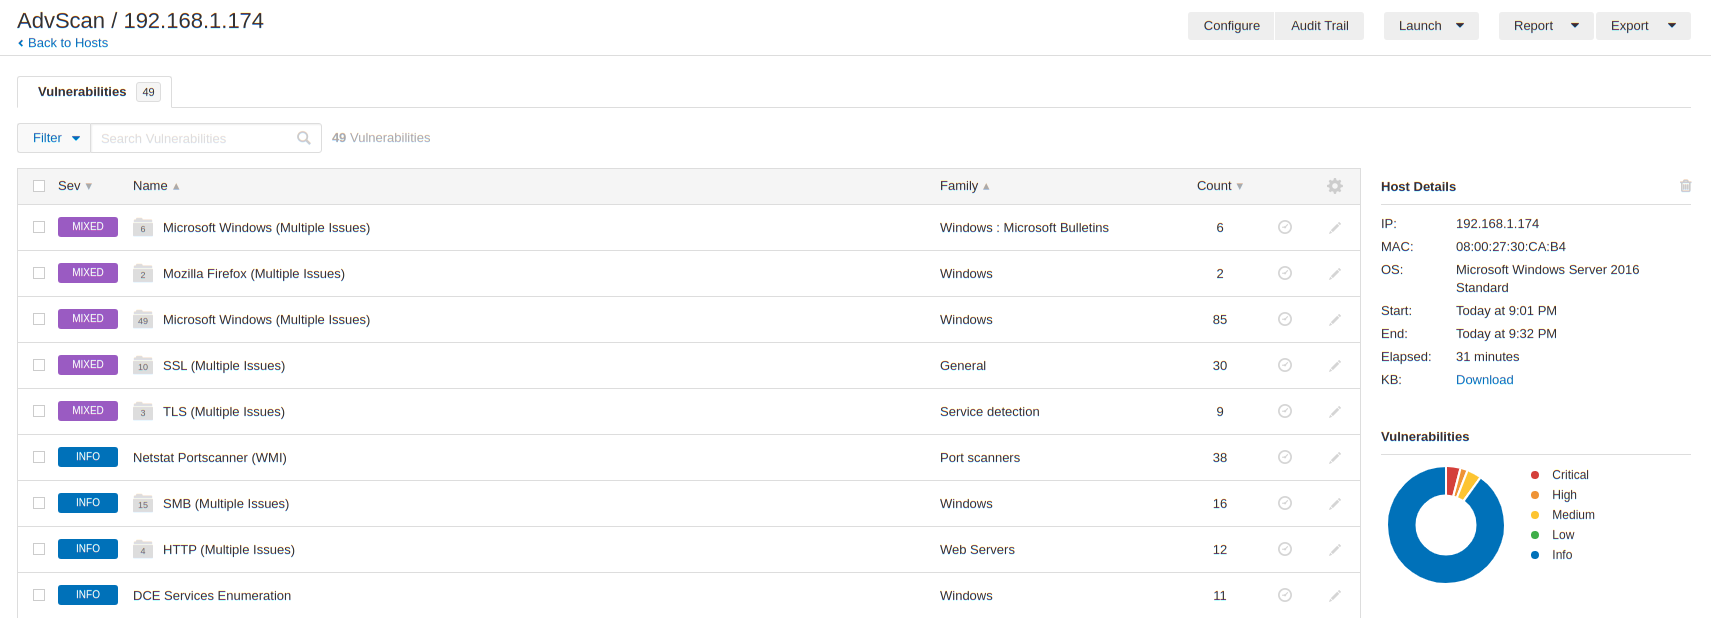 AdvScan / 192.168.1.174
Back to Hosts
Configure Audit Trail Launch Report Export
Vulnerabilities 49
Filter Search Vulnerabilities 49 Vulnerabilities
Sev Name Family Count
MIXED 6 Microsoft Windows (Multiple Issues) Windows : Microsoft Bulletins 6
MIXED 2 Mozilla Firefox (Multiple Issues) Windows 2
MIXED 49 Microsoft Windows (Multiple Issues) Windows 85
MIXED 10 SSL (Multiple Issues) General 30
MIXED 3 TLS (Multiple Issues) Service detection 9
INFO Netstat Portscanner (WMI) Port scanners 38
INFO 15 SMB (Multiple Issues) Windows 16
INFO 4 HTTP (Multiple Issues) Web Servers 12
INFO DCE Services Enumeration Windows 11
Host Details
IP: 192.168.1.174
MAC: 08:00:27:30:CA:B4
OS: Microsoft Windows Server 2016
Standard
Start: Today at 9:01 PM
End: Today at 9:32 PM
Elapsed: 31 minutes
KB: Download
Vulnerabilities
Critical
High
Medium
Low
Info